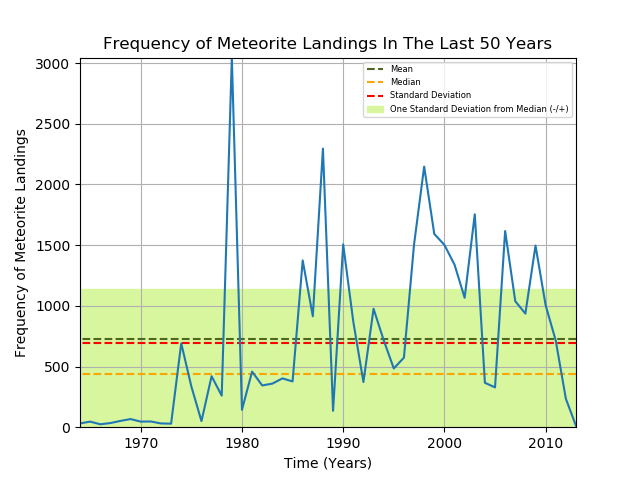 Frequency of Meteorite Landings In The Last 50 Years
Frequency of Meteorite Landings
3000
2500
2000
1500
1000
500
0
Mean
Median
Standard Deviation
One Standard Deviation from Median (-/+)
1970 1980 1990 2000 2010
Time (Years)